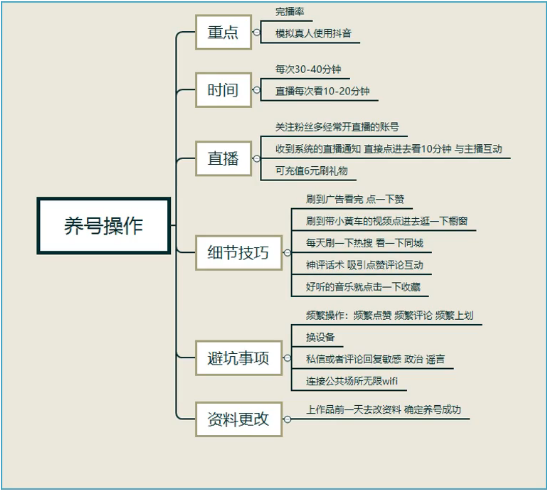 养号操作
重点
完播率
模拟真人使用抖音
时间
每次30-40分钟
直播每次看10-20分钟
直播
关注粉丝多经常开直播的账号
收到系统的直播通知 直接点进去看10分钟 与主播互动
可充值6元刷礼物
细节技巧
刷到广告看完 点一下赞
刷到带小黄车的视频点进去逛一下橱窗
每天刷一下热搜 看一下同城
神评话术 吸引点赞评论互动
好听的音乐就点击一下收藏
避坑事项
频繁操作：频繁点赞 频繁评论 频繁上划
换设备
私信或者评论回复敏感 政治 谣言
连接公共场所无限wifi
资料更改
上作品前一天去改资料 确定养号成功